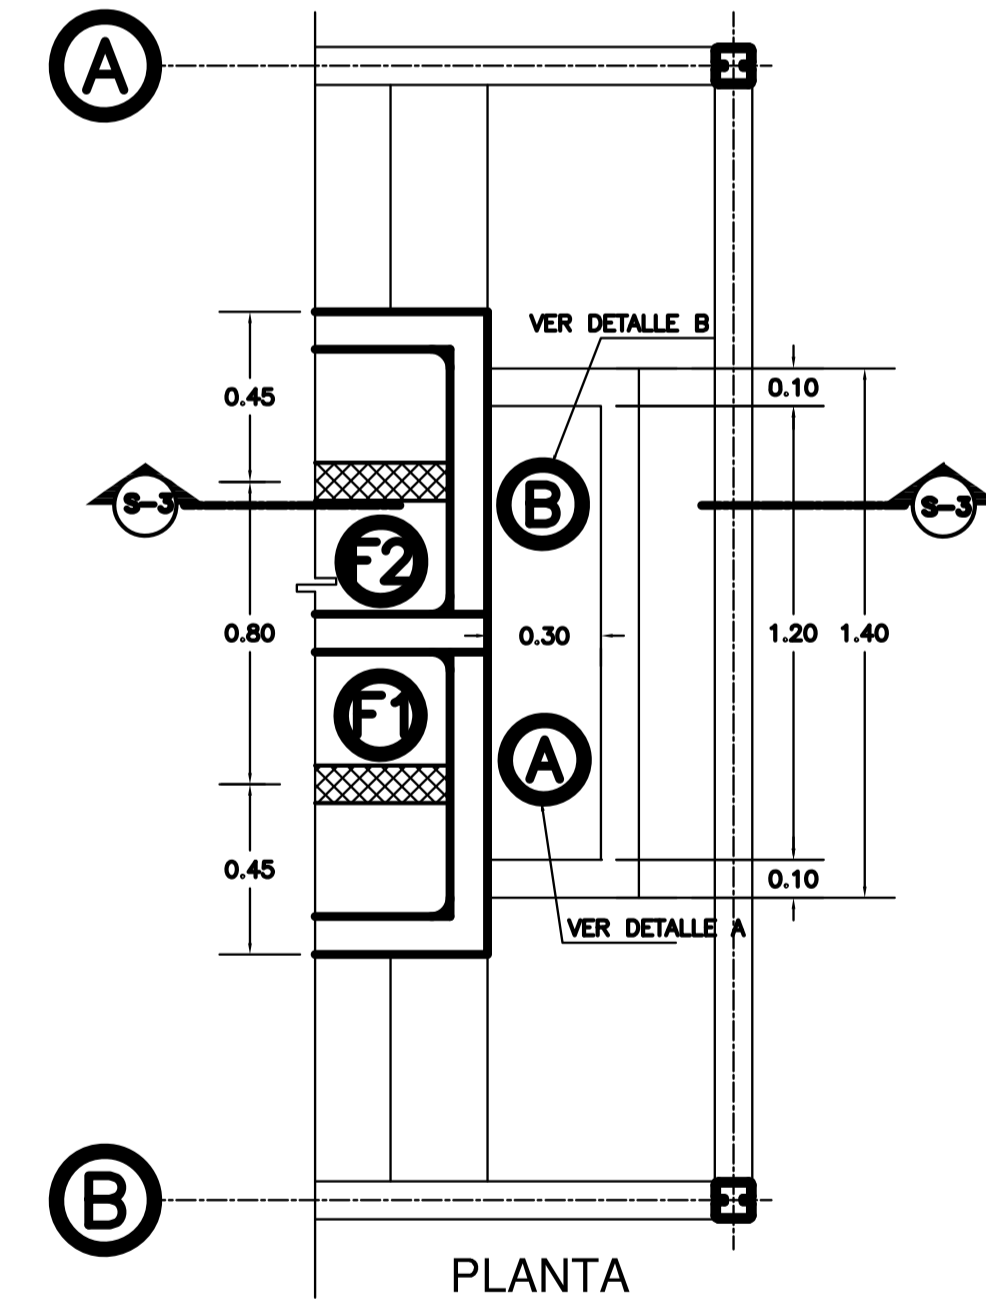 A
VER DETALLE B
0.45
0.10
S-3
B
S-3
F2
0.80
0.30
1.20
1.40
F1
A
0.45
0.10
VER DETALLE A
B
PLANTA